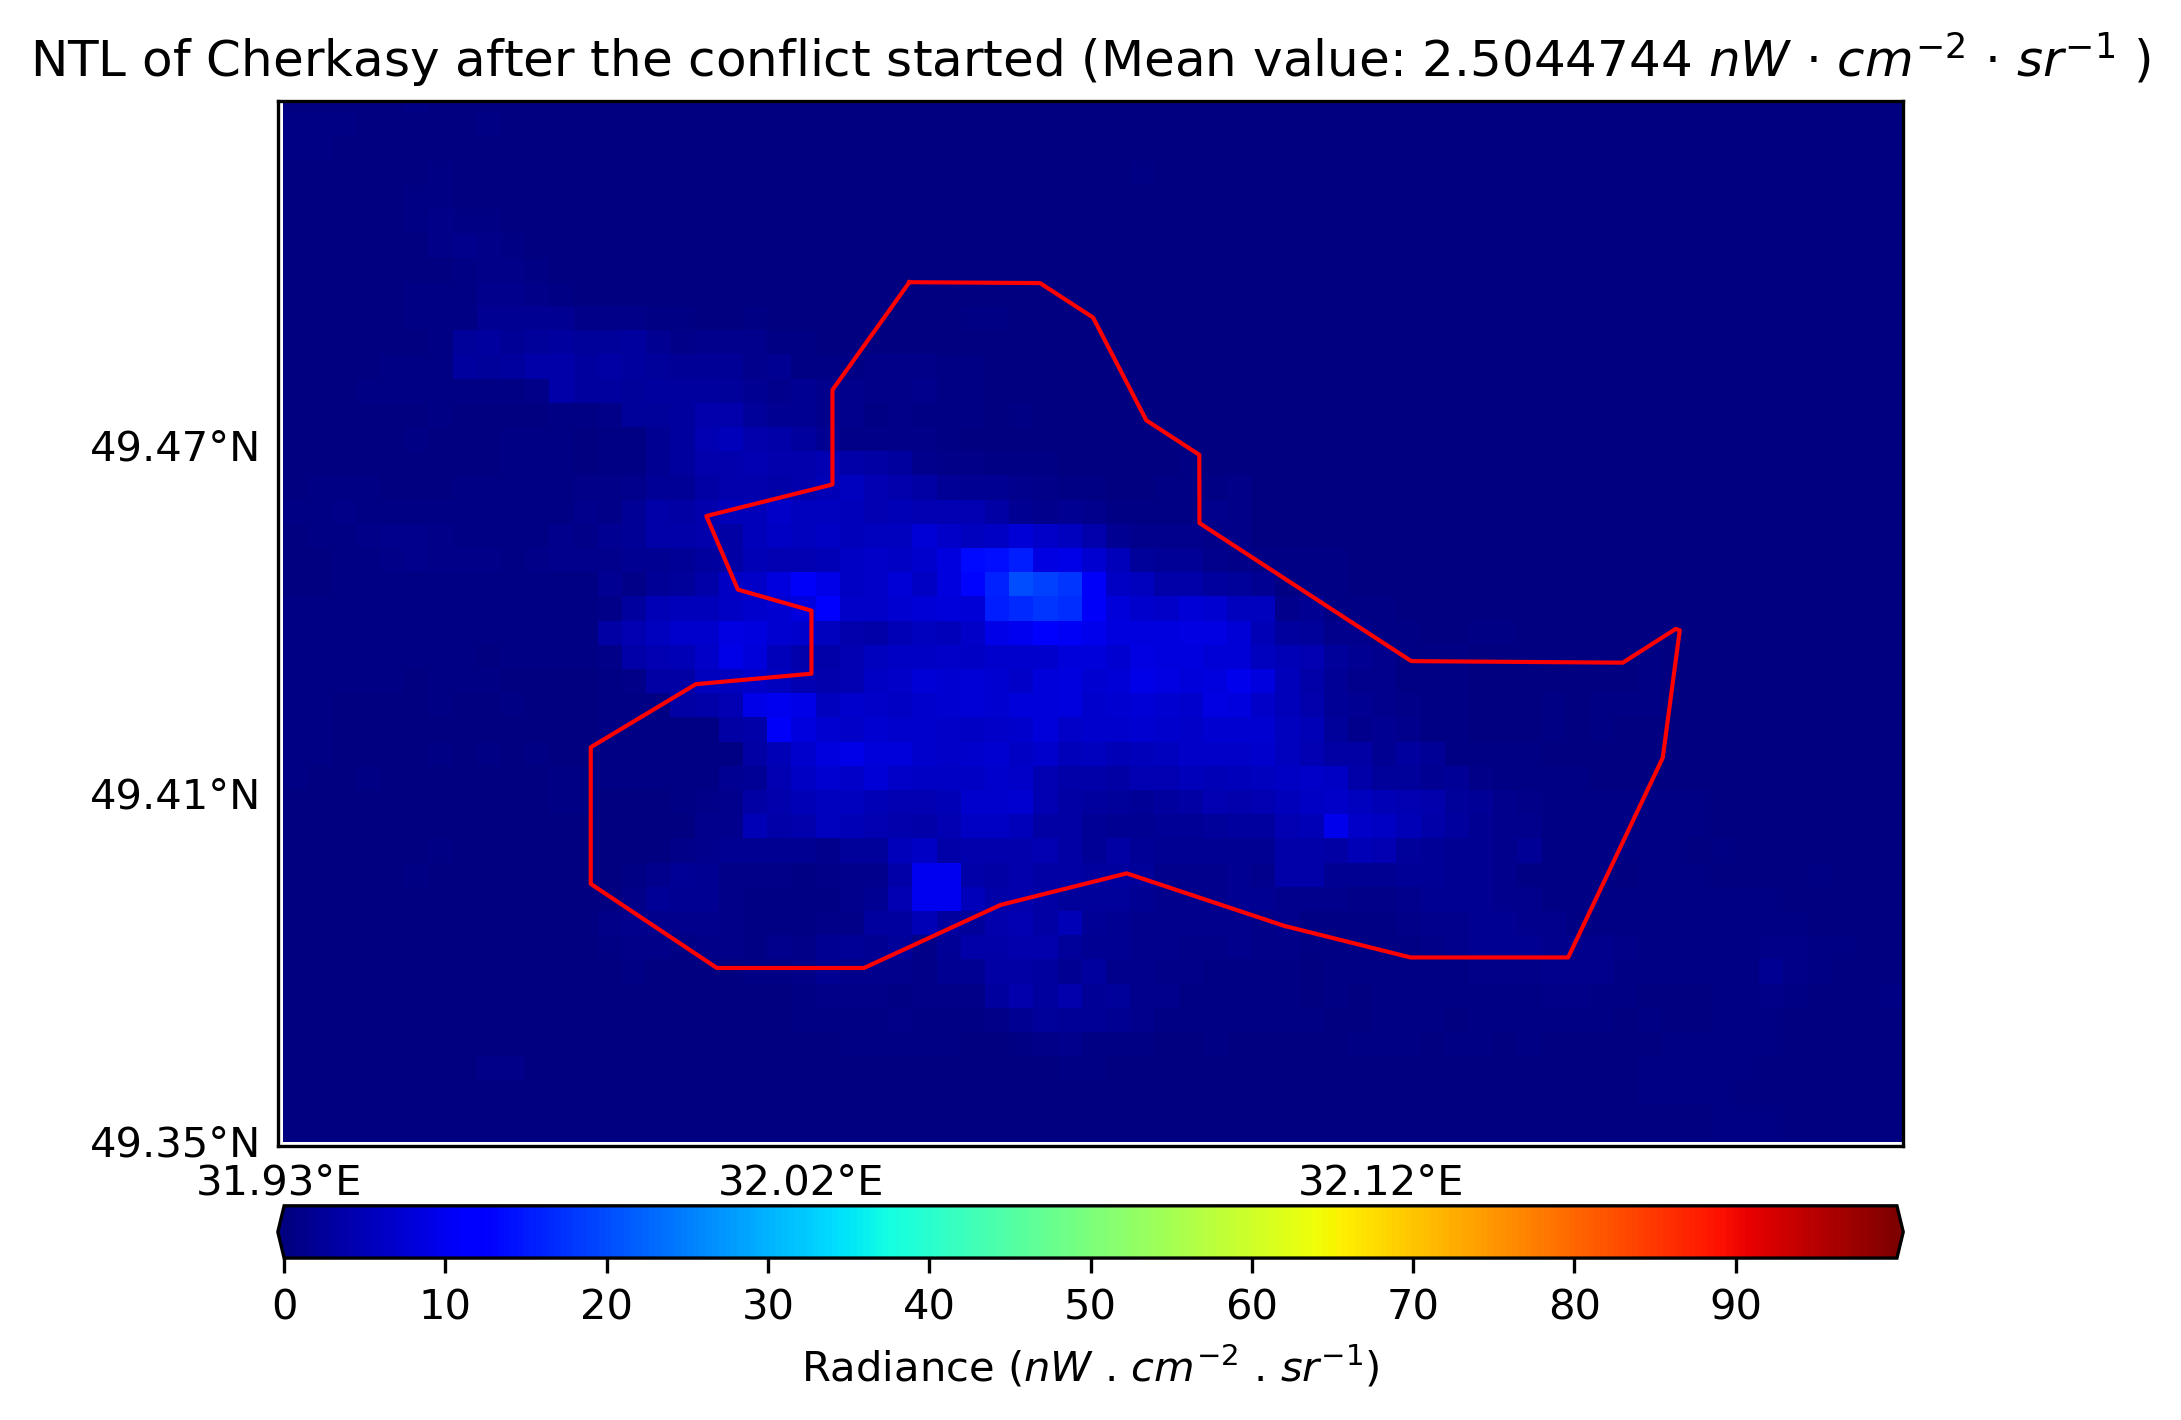 NTL of Cherkasy after the conflict started (Mean value: 2.5044744 nW · cm⁻² · sr⁻¹ )
49.47°N
49.41°N
49.35°N
31.93°E 32.02°E 32.12°E
0 10 20 30 40 50 60 70 80 90
Radiance (nW . cm⁻² . sr⁻¹)